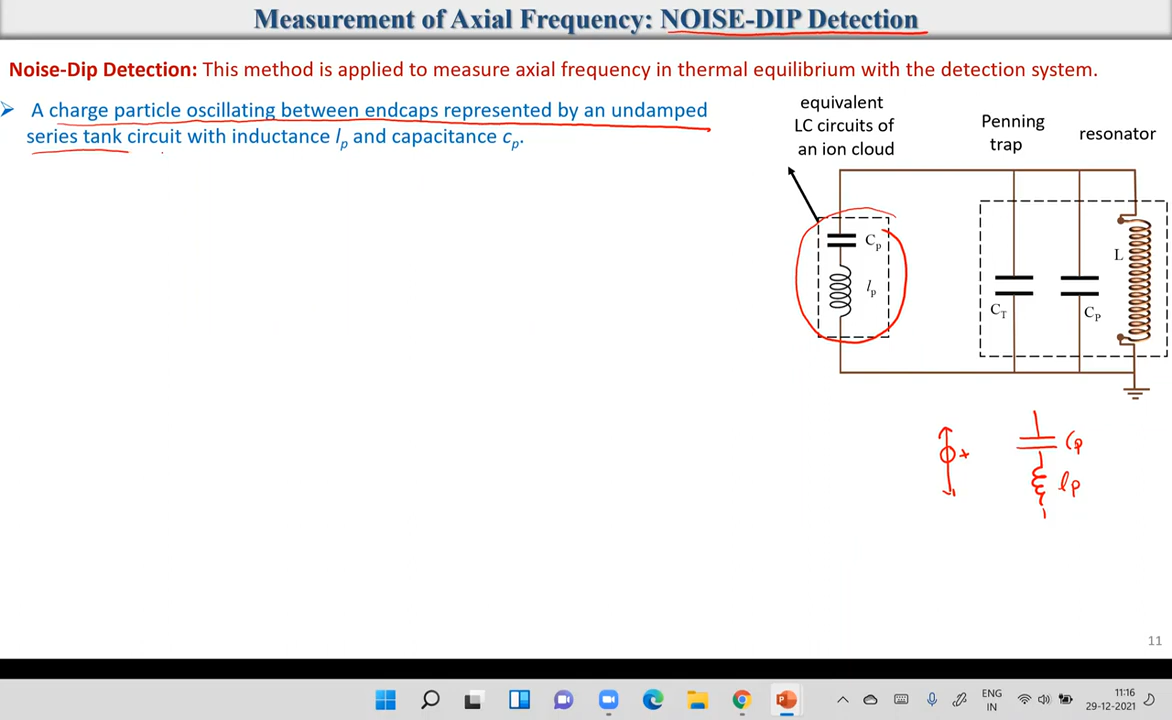 Measurement of Axial Frequency: NOISE-DIP Detection
Noise-Dip Detection: This method is applied to measure axial frequency in thermal equilibrium with the detection system.
➢ A charge particle oscillating between endcaps represented by an undamped
series tank circuit with inductance lp and capacitance cp.
equivalent
LC circuits of
an ion cloud
Penning
trap
resonator
Cp
lp
CT
CP
L
+
Cp
lp
11
ENG
IN
11:16
29-12-2021